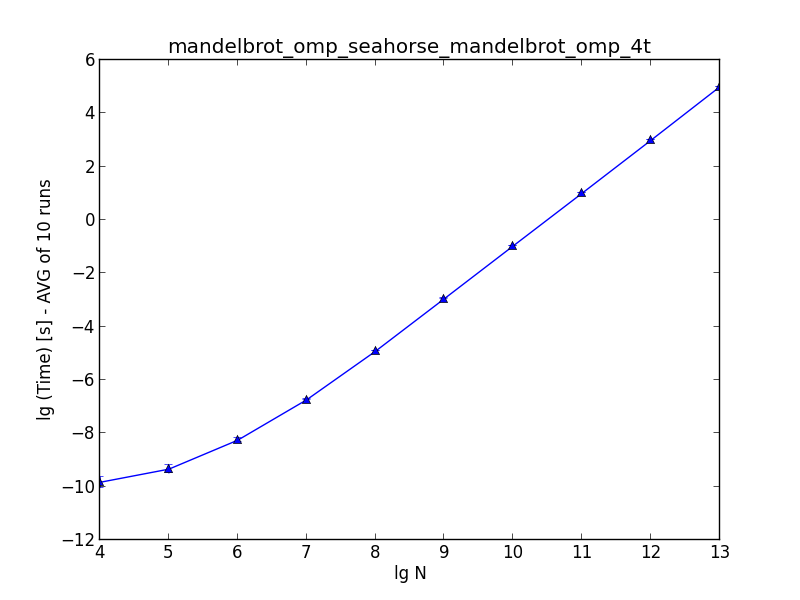 mandelbrot_omp_seahorse_mandelbrot_omp_4t
6
4
2
0
−2
−4
−6
−8
−10
−12
lg (Time) [s] - AVG of 10 runs
4 5 6 7 8 9 10 11 12 13
lg N